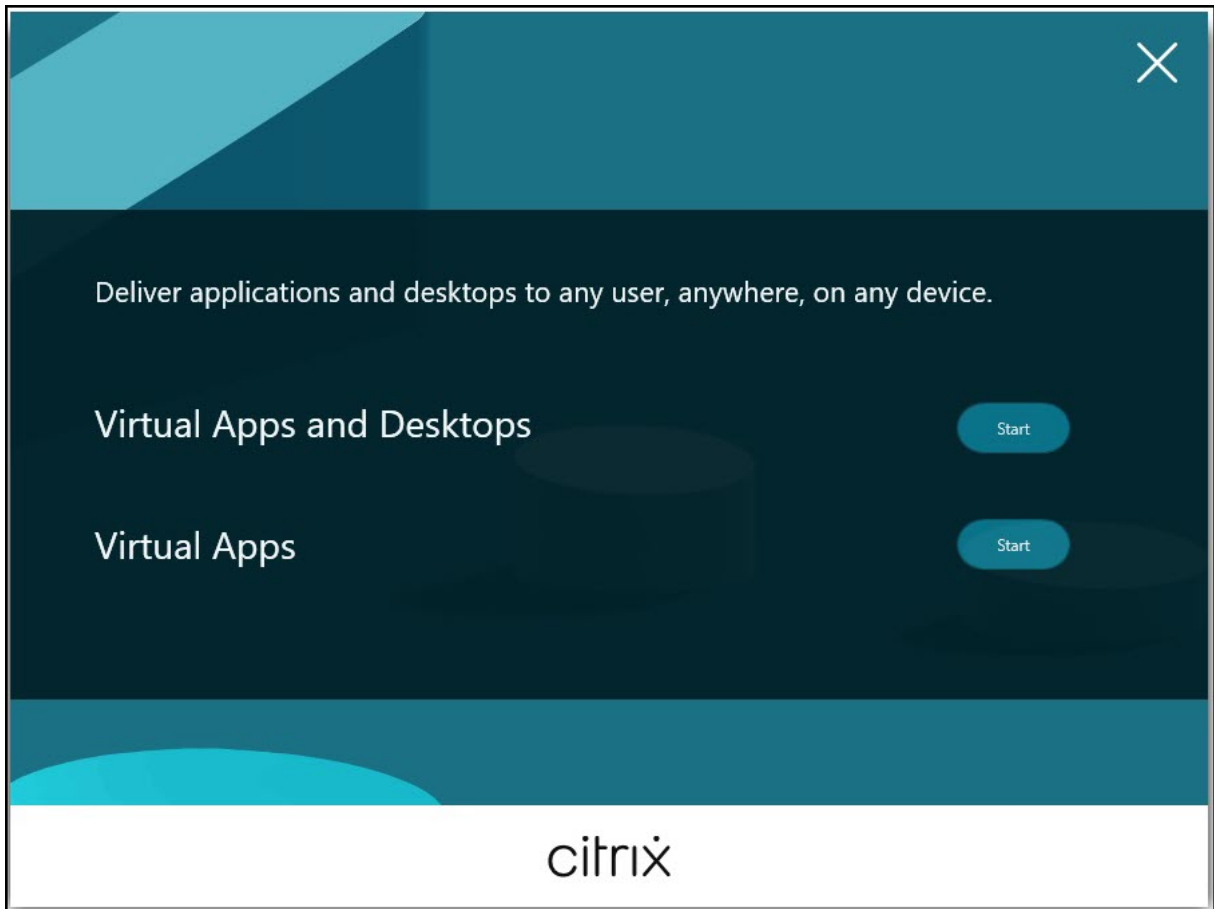 Deliver applications and desktops to any user, anywhere, on any device.
Virtual Apps and Desktops
Start
Virtual Apps
Start
citrix